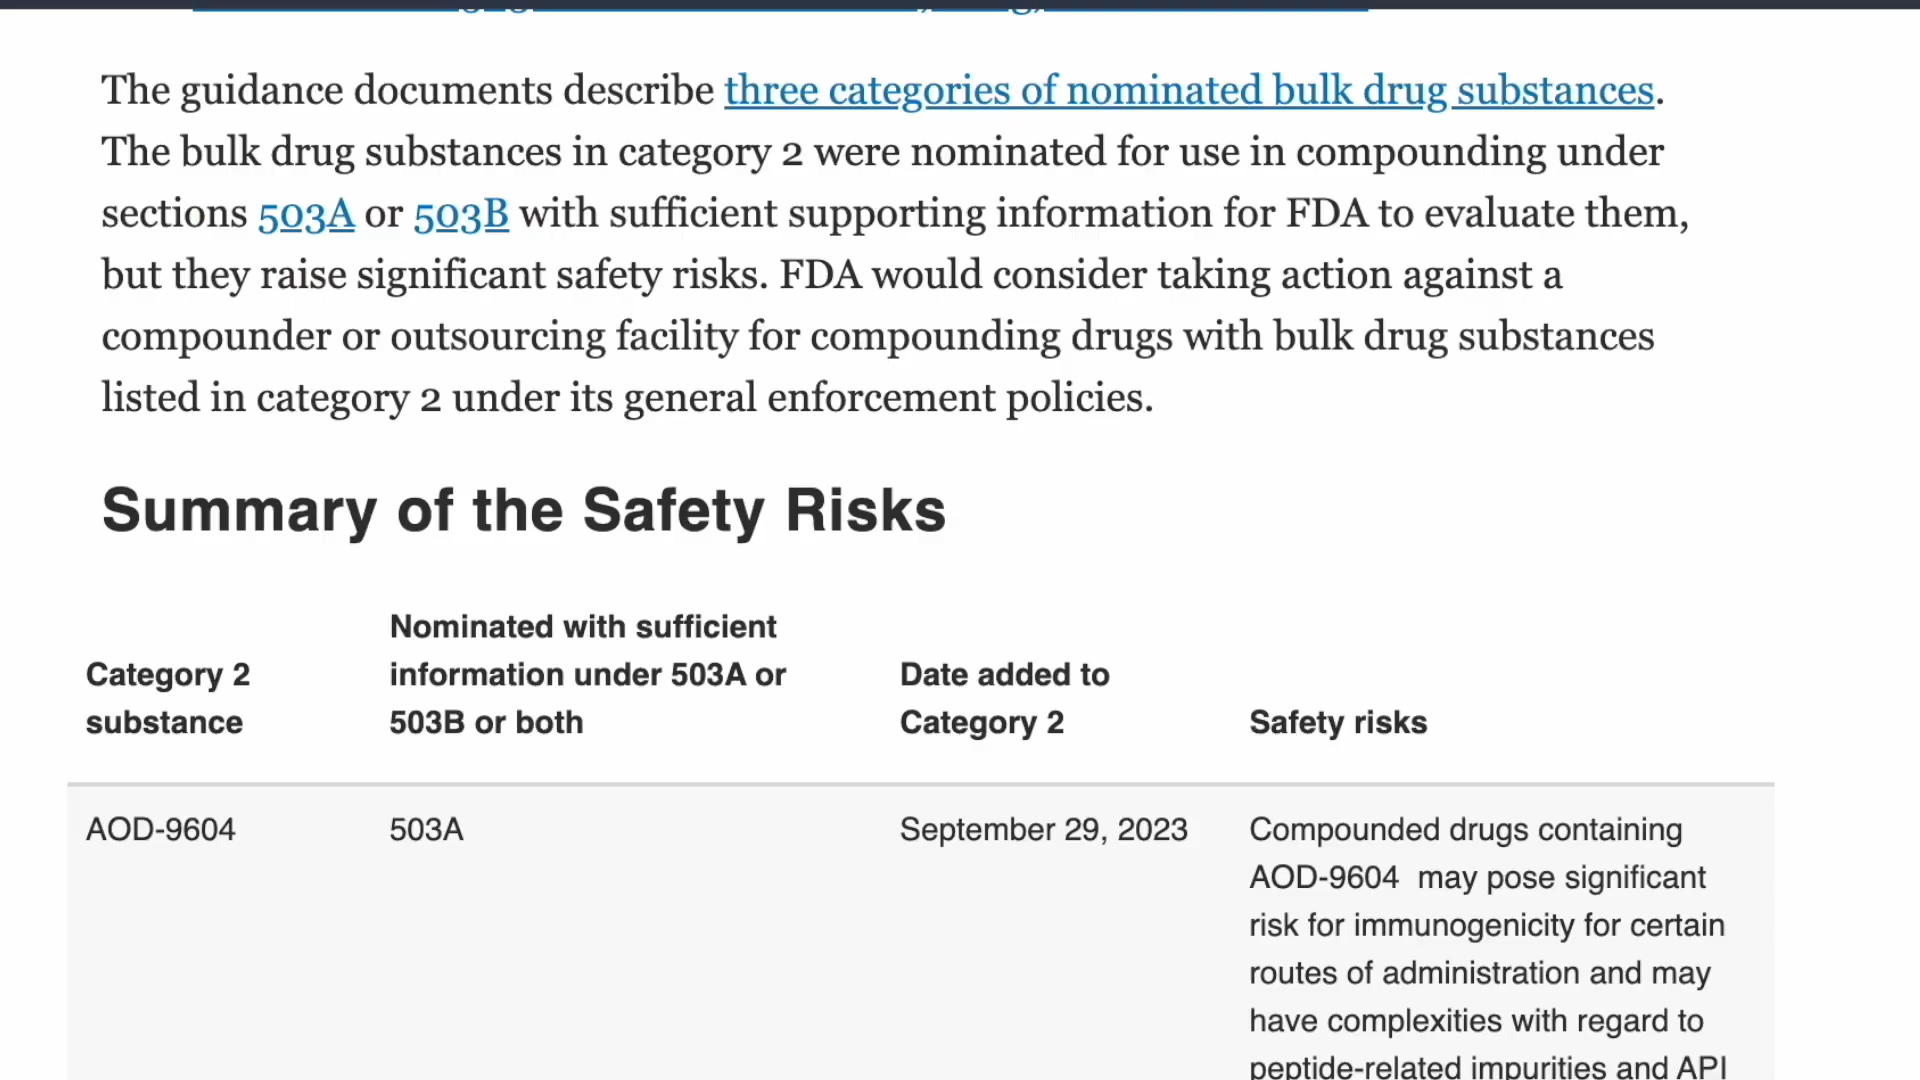 The guidance documents describe three categories of nominated bulk drug substances.
The bulk drug substances in category 2 were nominated for use in compounding under
sections 503A or 503B with sufficient supporting information for FDA to evaluate them,
but they raise significant safety risks. FDA would consider taking action against a
compounder or outsourcing facility for compounding drugs with bulk drug substances
listed in category 2 under its general enforcement policies.
Summary of the Safety Risks
Category 2
substance
Nominated with sufficient
information under 503A or
503B or both
Date added to
Category 2
Safety risks
AOD-9604
503A
September 29, 2023
Compounded drugs containing
AOD-9604 may pose significant
risk for immunogenicity for certain
routes of administration and may
have complexities with regard to
peptide-related impurities and API